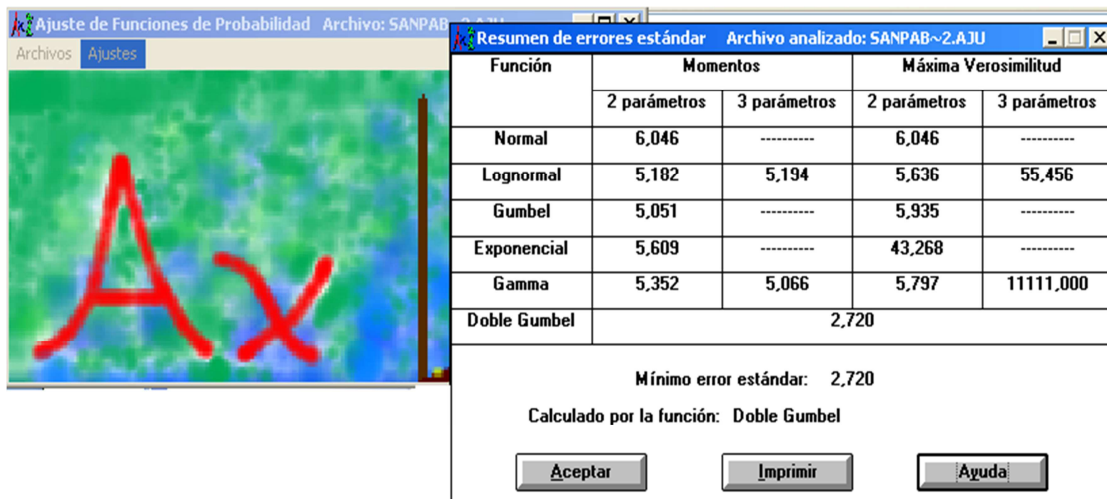 Ajuste de Funciones de Probabilidad Archivo: SANPAB~2.AJU
Archivos Ajustes
Ax
Resumen de errores estándar Archivo analizado: SANPAB~2.AJU
Función Momentos Máxima Verosimilitud
2 parámetros 3 parámetros 2 parámetros 3 parámetros
Normal 6,046 ---------- 6,046 ----------
Lognormal 5,182 5,194 5,636 55,456
Gumbel 5,051 ---------- 5,935 ----------
Exponencial 5,609 ---------- 43,268 ----------
Gamma 5,352 5,066 5,797 11111,000
Doble Gumbel 2,720
Mínimo error estándar: 2,720
Calculado por la función: Doble Gumbel
Aceptar Imprimir Ayuda